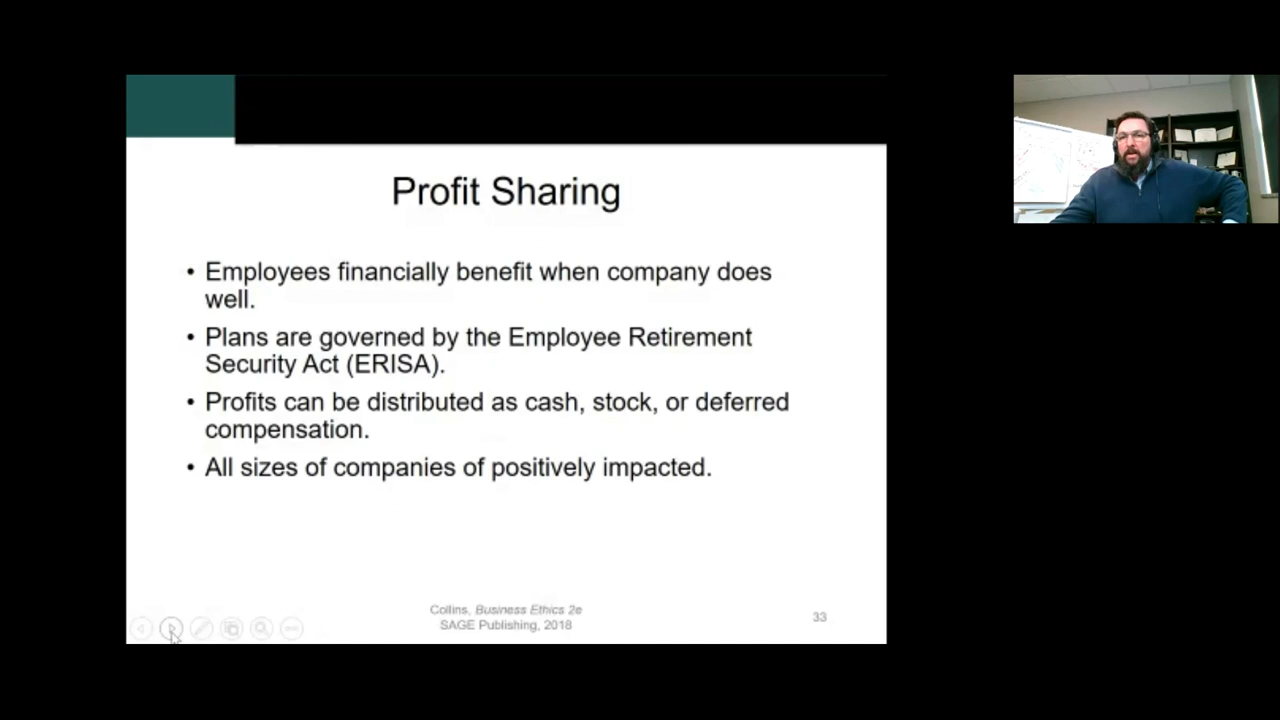 Profit Sharing
• Employees financially benefit when company does
well.
• Plans are governed by the Employee Retirement
Security Act (ERISA).
• Profits can be distributed as cash, stock, or deferred
compensation.
• All sizes of companies of positively impacted.
Collins, Business Ethics 2e
SAGE Publishing, 2018
33